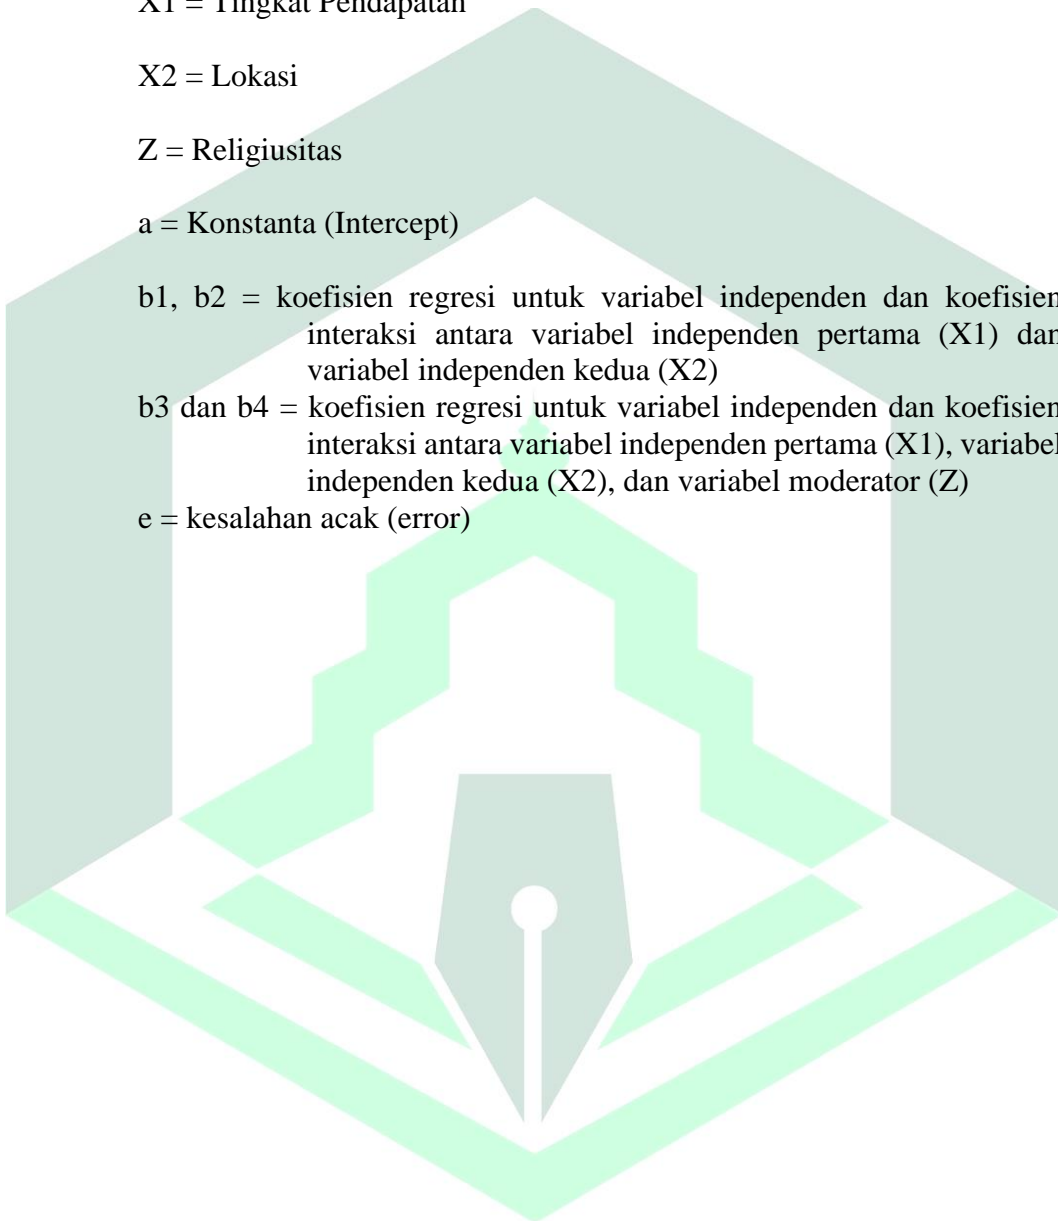 X1 = Tingkat Pendapatan
X2 = Lokasi
Z = Religiusitas
a = Konstanta (Intercept)
b1, b2 = koefisien regresi untuk variabel independen dan koefisien
interaksi antara variabel independen pertama (X1) dan
variabel independen kedua (X2)
b3 dan b4 = koefisien regresi untuk variabel independen dan koefisien
interaksi antara variabel independen pertama (X1), variabel
independen kedua (X2), dan variabel moderator (Z)
e = kesalahan acak (error)